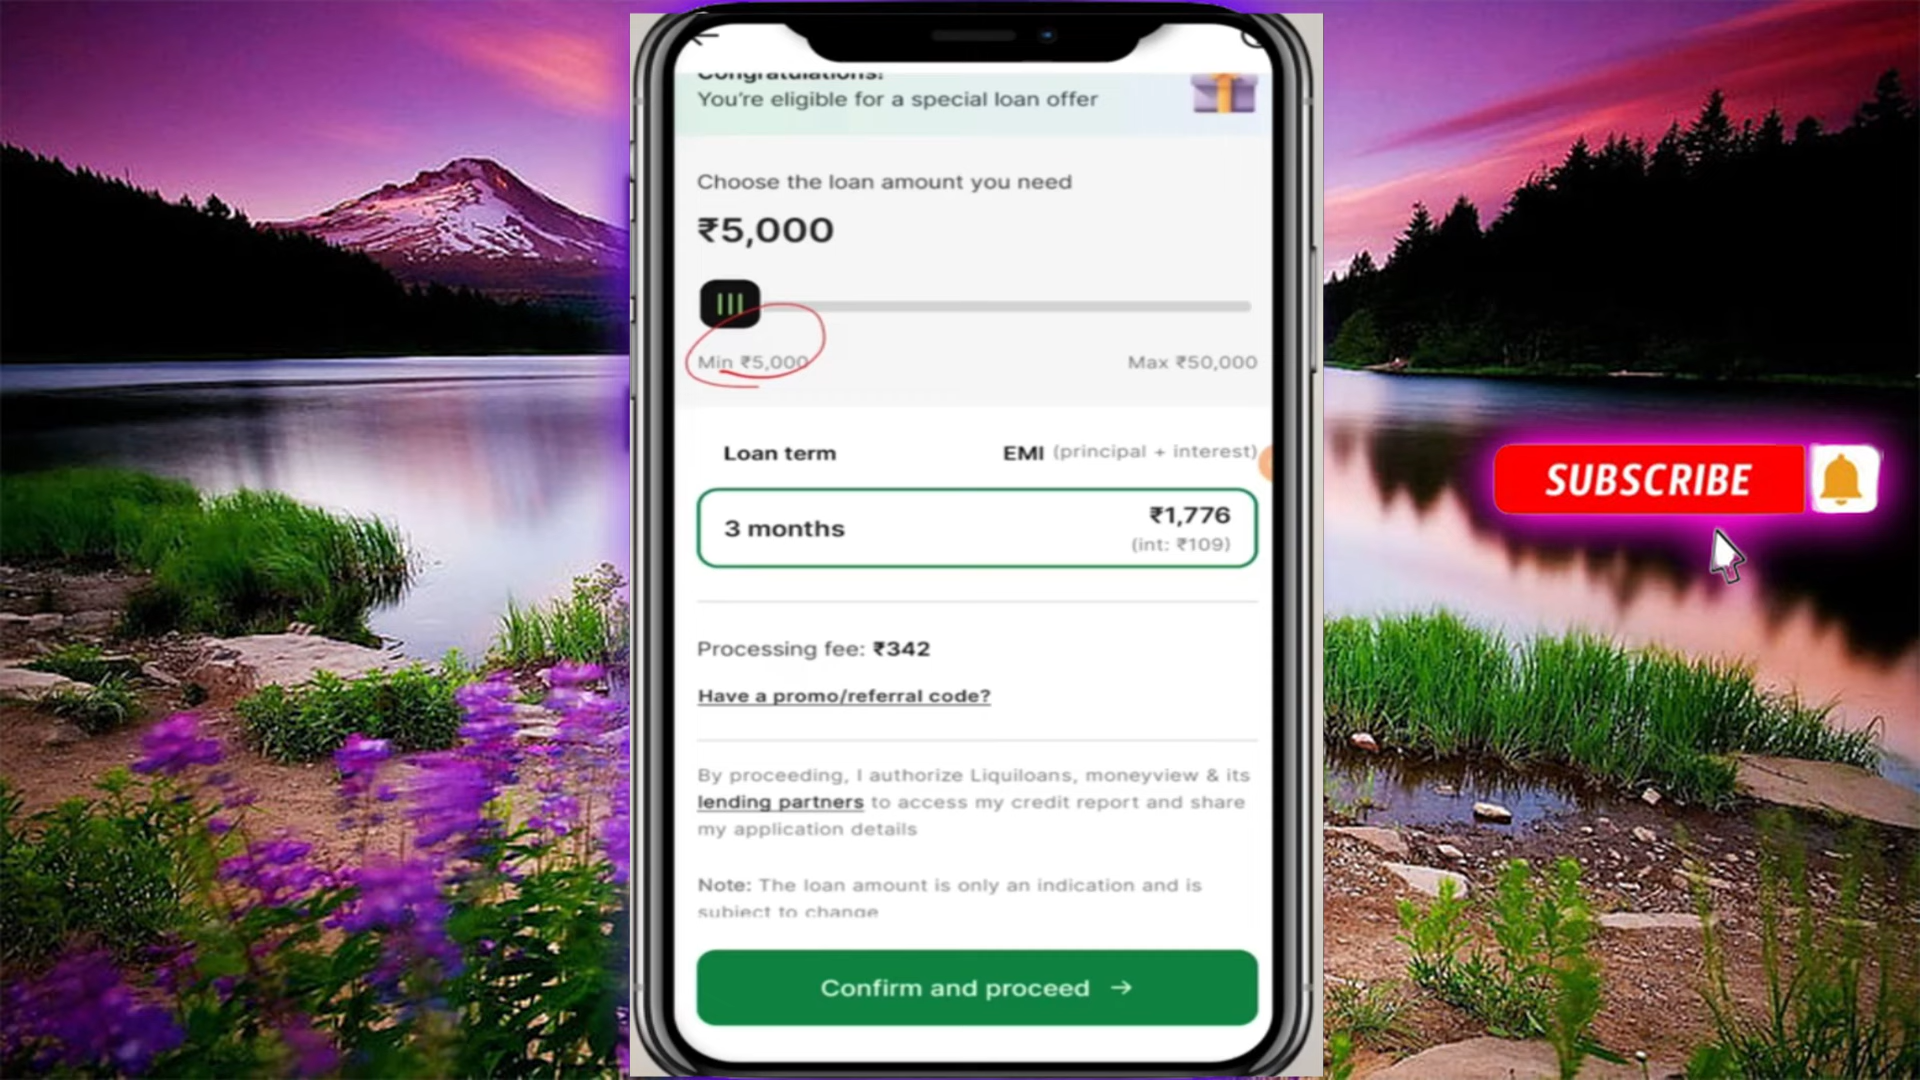 Congratulations!
You're eligible for a special loan offer
Choose the loan amount you need
₹5,000
Min ₹5,000
Max ₹50,000
Loan term
EMI (principal + interest)
3 months
₹1,776
(int: ₹109)
SUBSCRIBE
Processing fee: ₹342
Have a promo/referral code?
By proceeding, I authorize Liquiloans, moneyview & its
lending partners to access my credit report and share
my application details
Note: The loan amount is only an indication and is
subject to change
Confirm and proceed →